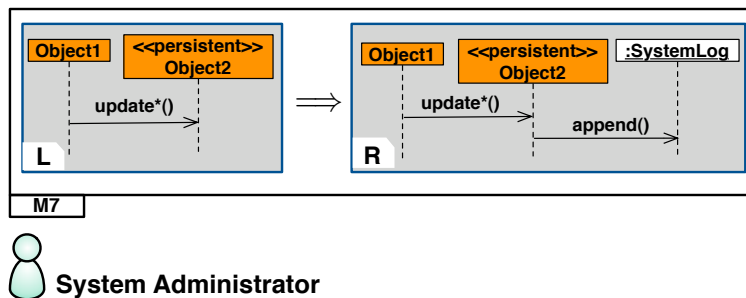 Object1
<<persistent>>
Object2
update*()
L
⇒
Object1
<<persistent>>
Object2
:SystemLog
update*()
append()
R
M7
System Administrator